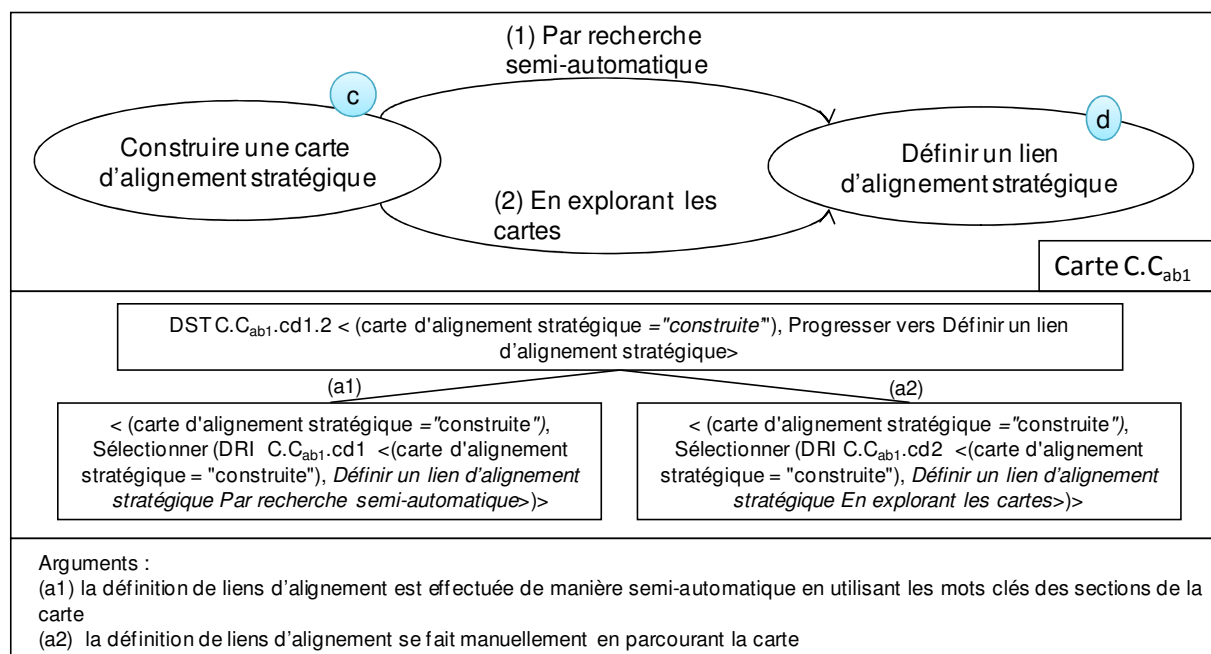 (1) Par recherche
semi-automatique
c
d
Construire une carte
d'alignement stratégique
Définir un lien
d'alignement stratégique
(2) En explorant les
cartes
Carte C.Cab1
DST C.Cab1.cd1.2 < (carte d'alignement stratégique ="construite""), Progresser vers Définir un lien
d'alignement stratégique>
(a1)
(a2)
< (carte d'alignement stratégique ="construite"),
Sélectionner (DRI C.Cab1.cd1 <(carte d'alignement
stratégique = "construite"), Définir un lien d'alignement
stratégique Par recherche semi-automatique>)>
< (carte d'alignement stratégique ="construite"),
Sélectionner (DRI C.Cab1.cd2 <(carte d'alignement
stratégique = "construite"), Définir un lien d'alignement
stratégique En explorant les cartes>)>
Arguments :
(a1) la définition de liens d'alignement est effectuée de manière semi-automatique en utilisant les mots clés des sections de la
carte
(a2) la définition de liens d'alignement se fait manuellement en parcourant la carte